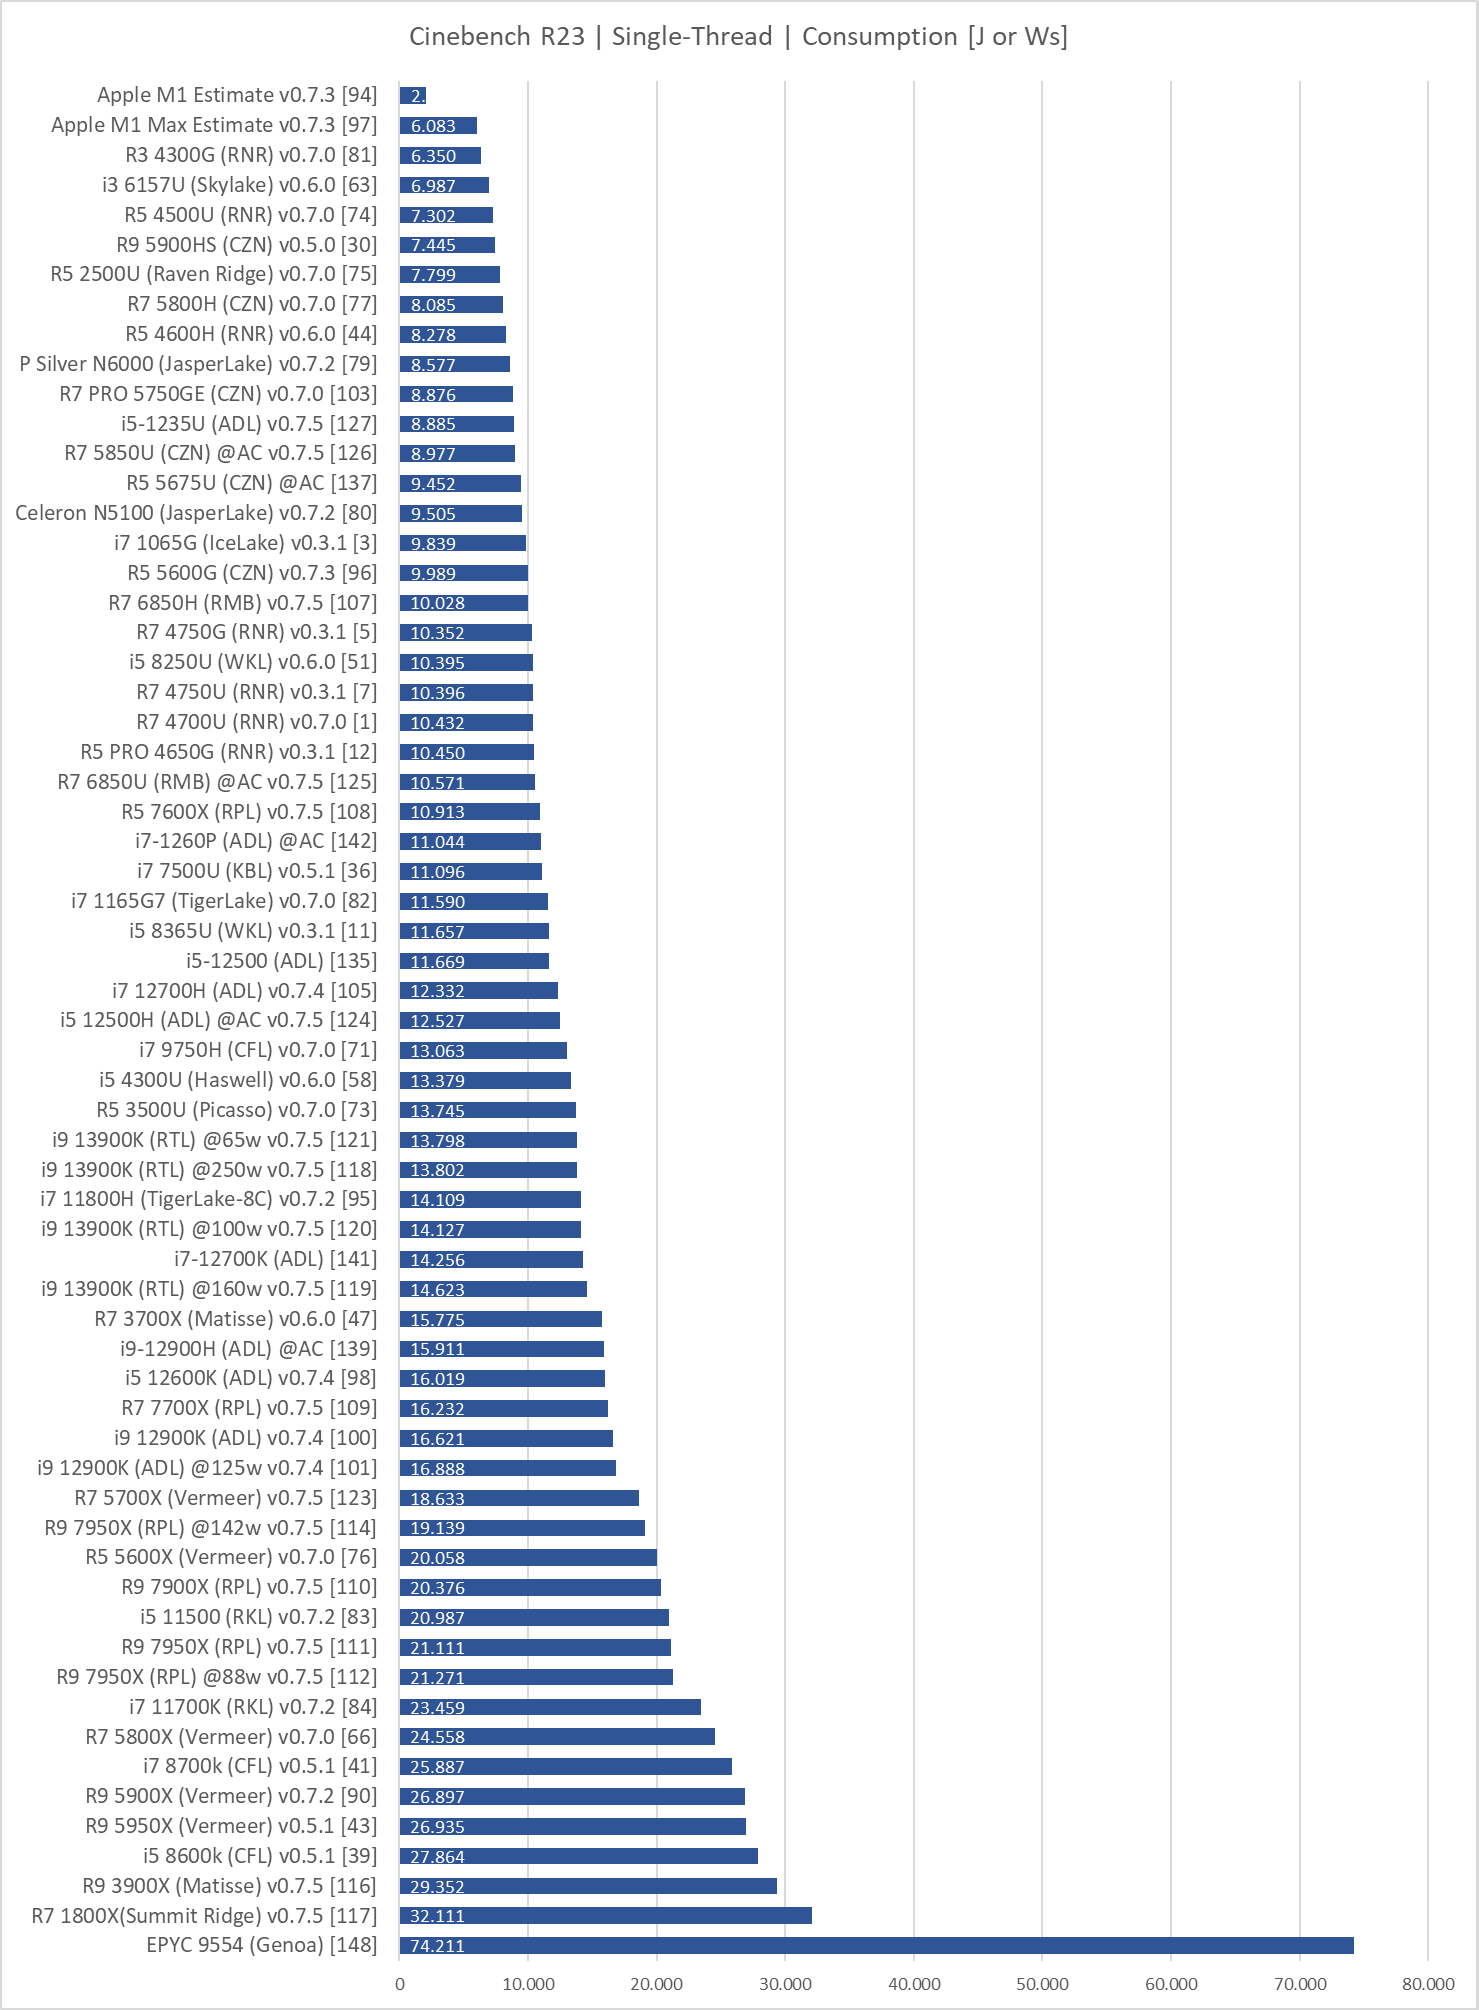 Cinebench R23 | Single-Thread | Consumption [J or Ws]
Apple M1 Estimate v0.7.3 [94] 2.
Apple M1 Max Estimate v0.7.3 [97] 6.083
R3 4300G (RNR) v0.7.0 [81] 6.350
i3 6157U (Skylake) v0.6.0 [63] 6.987
R5 4500U (RNR) v0.7.0 [74] 7.302
R9 5900HS (CZN) v0.5.0 [30] 7.445
R5 2500U (Raven Ridge) v0.7.0 [75] 7.799
R7 5800H (CZN) v0.7.0 [77] 8.085
R5 4600H (RNR) v0.6.0 [44] 8.278
P Silver N6000 (JasperLake) v0.7.2 [79] 8.577
R7 PRO 5750GE (CZN) v0.7.0 [103] 8.876
i5-1235U (ADL) v0.7.5 [127] 8.885
R7 5850U (CZN) @AC v0.7.5 [126] 8.977
R5 5675U (CZN) @AC [137] 9.452
Celeron N5100 (JasperLake) v0.7.2 [80] 9.505
i7 1065G (IceLake) v0.3.1 [3] 9.839
R5 5600G (CZN) v0.7.3 [96] 9.989
R7 6850H (RMB) v0.7.5 [107] 10.028
R7 4750G (RNR) v0.3.1 [5] 10.352
i5 8250U (WKL) v0.6.0 [51] 10.395
R7 4750U (RNR) v0.3.1 [7] 10.396
R7 4700U (RNR) v0.7.0 [1] 10.432
R5 PRO 4650G (RNR) v0.3.1 [12] 10.450
R7 6850U (RMB) @AC v0.7.5 [125] 10.571
R5 7600X (RPL) v0.7.5 [108] 10.913
i7-1260P (ADL) @AC [142] 11.044
i7 7500U (KBL) v0.5.1 [36] 11.096
i7 1165G7 (TigerLake) v0.7.0 [82] 11.590
i5 8365U (WKL) v0.3.1 [11] 11.657
i5-12500 (ADL) [135] 11.669
i7 12700H (ADL) v0.7.4 [105] 12.332
i5 12500H (ADL) @AC v0.7.5 [124] 12.527
i7 9750H (CFL) v0.7.0 [71] 13.063
i5 4300U (Haswell) v0.6.0 [58] 13.379
R5 3500U (Picasso) v0.7.0 [73] 13.745
i9 13900K (RTL) @65w v0.7.5 [121] 13.798
i9 13900K (RTL) @250w v0.7.5 [118] 13.802
i7 11800H (TigerLake-8C) v0.7.2 [95] 14.109
i9 13900K (RTL) @100w v0.7.5 [120] 14.127
i7-12700K (ADL) [141] 14.256
i9 13900K (RTL) @160w v0.7.5 [119] 14.623
R7 3700X (Matisse) v0.6.0 [47] 15.775
i9-12900H (ADL) @AC [139] 15.911
i5 12600K (ADL) v0.7.4 [98] 16.019
R7 7700X (RPL) v0.7.5 [109] 16.232
i9 12900K (ADL) v0.7.4 [100] 16.621
i9 12900K (ADL) @125w v0.7.4 [101] 16.888
R7 5700X (Vermeer) v0.7.5 [123] 18.633
R9 7950X (RPL) @142w v0.7.5 [114] 19.139
R5 5600X (Vermeer) v0.7.0 [76] 20.058
R9 7900X (RPL) v0.7.5 [110] 20.376
i5 11500 (RKL) v0.7.2 [83] 20.987
R9 7950X (RPL) v0.7.5 [111] 21.111
R9 7950X (RPL) @88w v0.7.5 [112] 21.271
i7 11700K (RKL) v0.7.2 [84] 23.459
R7 5800X (Vermeer) v0.7.0 [66] 24.558
i7 8700k (CFL) v0.5.1 [41] 25.887
R9 5900X (Vermeer) v0.7.2 [90] 26.897
R9 5950X (Vermeer) v0.5.1 [43] 26.935
i5 8600k (CFL) v0.5.1 [39] 27.864
R9 3900X (Matisse) v0.7.5 [116] 29.352
R7 1800X(Summit Ridge) v0.7.5 [117] 32.111
EPYC 9554 (Genoa) [148] 74.211
0 10.000 20.000 30.000 40.000 50.000 60.000 70.000 80.000